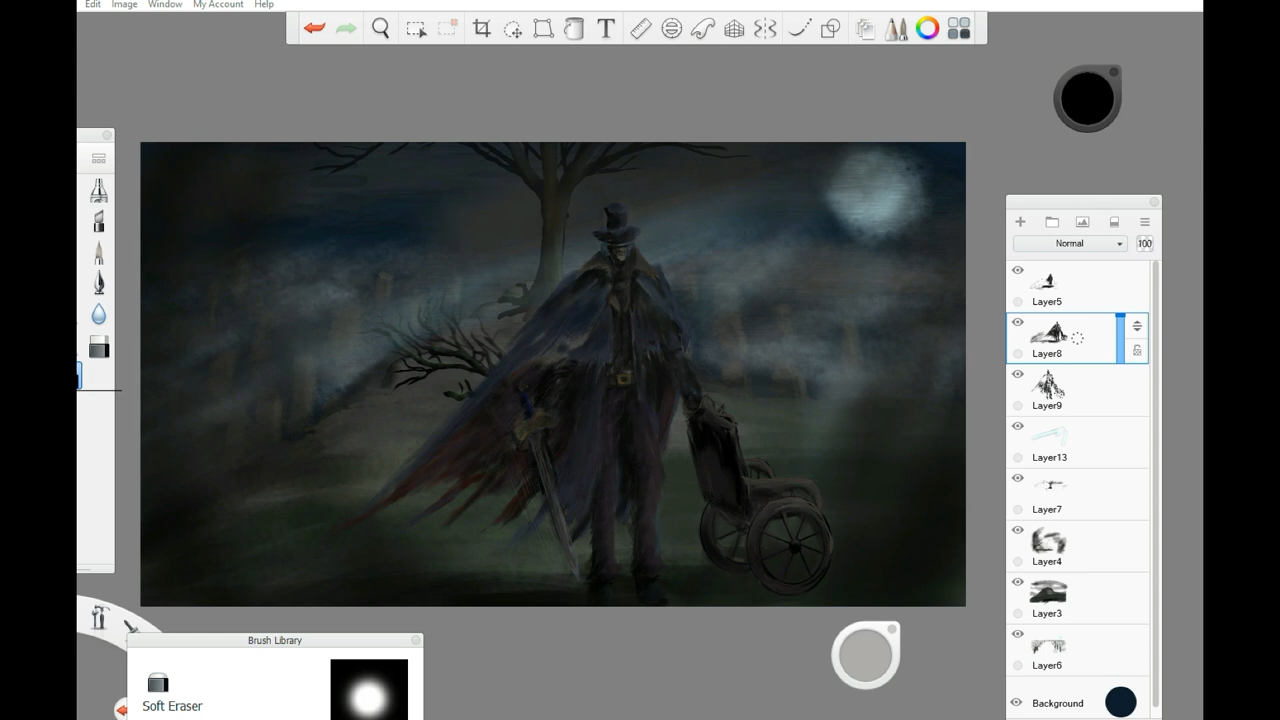 Edit Image Window My Account Help
T
Normal 100
Layer5
Layer8
Layer9
Layer13
Layer7
Layer4
Layer3
Layer6
Background
Brush Library
Soft Eraser